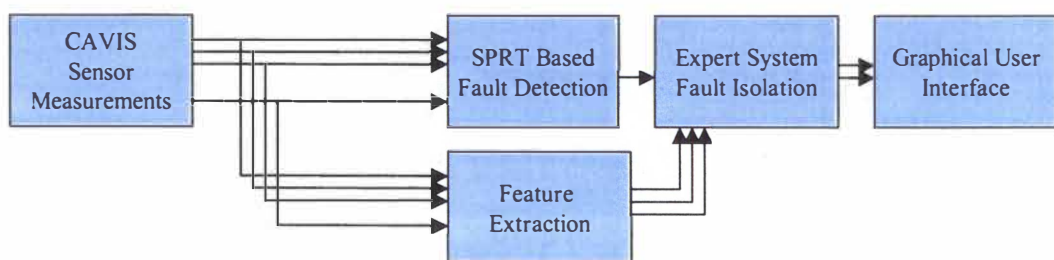 CAVIS
Sensor
Measurements
SPRT Based
Fault Detection
Expert System
Fault Isolation
Graphical User
Interface
Feature
Extraction